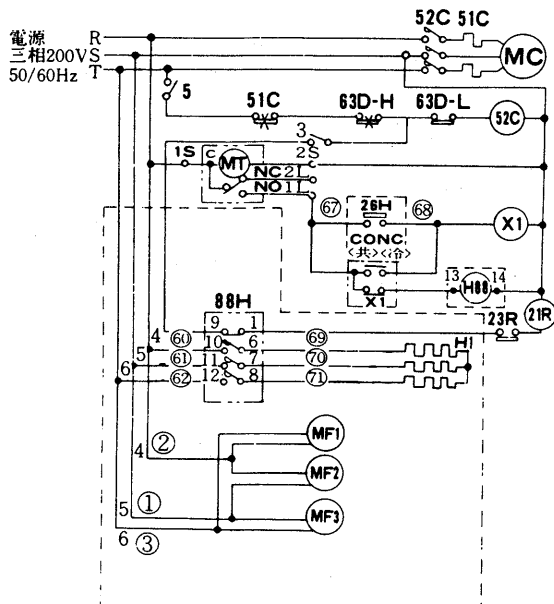 52C 51C
電源 R
三相200V S
50/60Hz T
MC
5
51C
63D-H
63D-L
52C
3
1S
C
MT
2S
NC 2L
NO 1L
67
26H
68
CONC
<共><冷>
X1
X1
13
H88
14
88H
21R
23R
4
60
9
1
69
H1
5
61
10
6
70
6
62
11
7
71
12
8
4
②
MF1
MF2
5
①
MF3
6
③